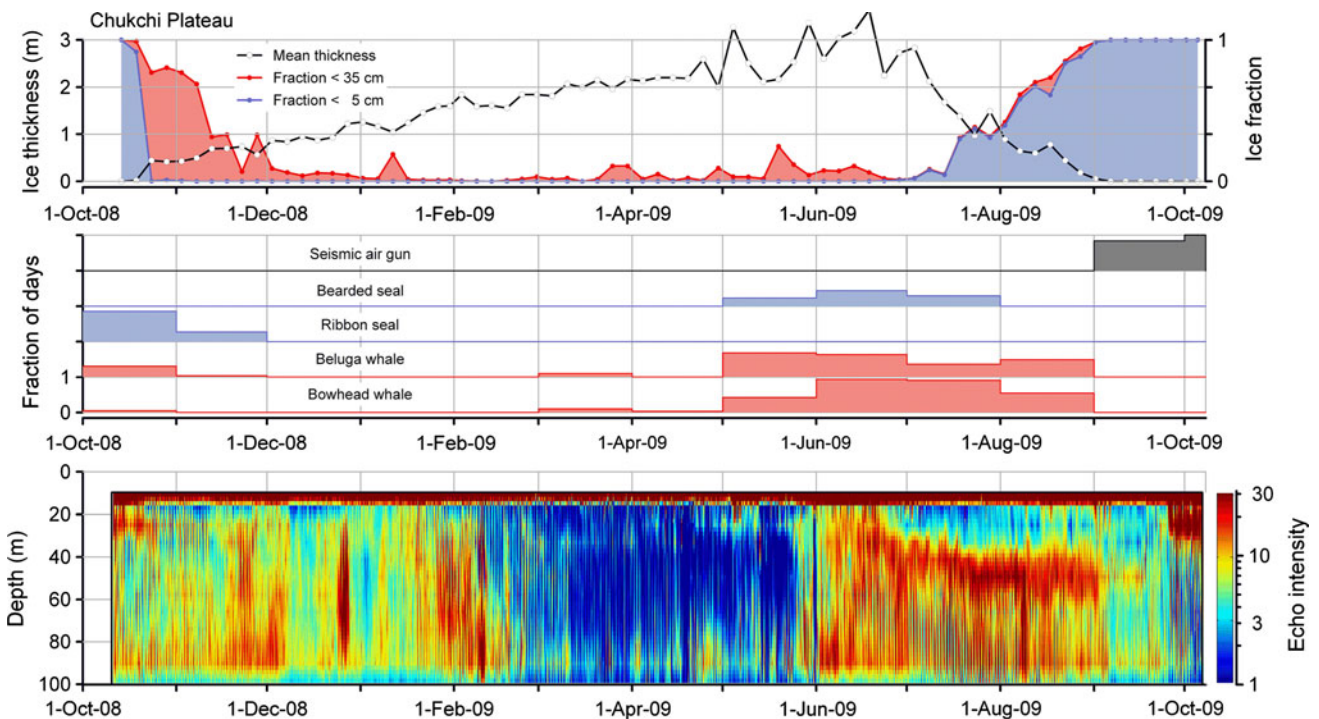 Chukchi Plateau
Ice thickness (m)
3
2
1
0
Mean thickness
Fraction < 35 cm
Fraction < 5 cm
1
0
Ice fraction
1-Oct-08 1-Dec-08 1-Feb-09 1-Apr-09 1-Jun-09 1-Aug-09 1-Oct-09
Fraction of days
Seismic air gun
Bearded seal
Ribbon seal
Beluga whale
1
Bowhead whale
0
1-Oct-08 1-Dec-08 1-Feb-09 1-Apr-09 1-Jun-09 1-Aug-09 1-Oct-09
Depth (m)
0
20
40
60
80
100
30
10
3
1
Echo intensity
1-Oct-08 1-Dec-08 1-Feb-09 1-Apr-09 1-Jun-09 1-Aug-09 1-Oct-09